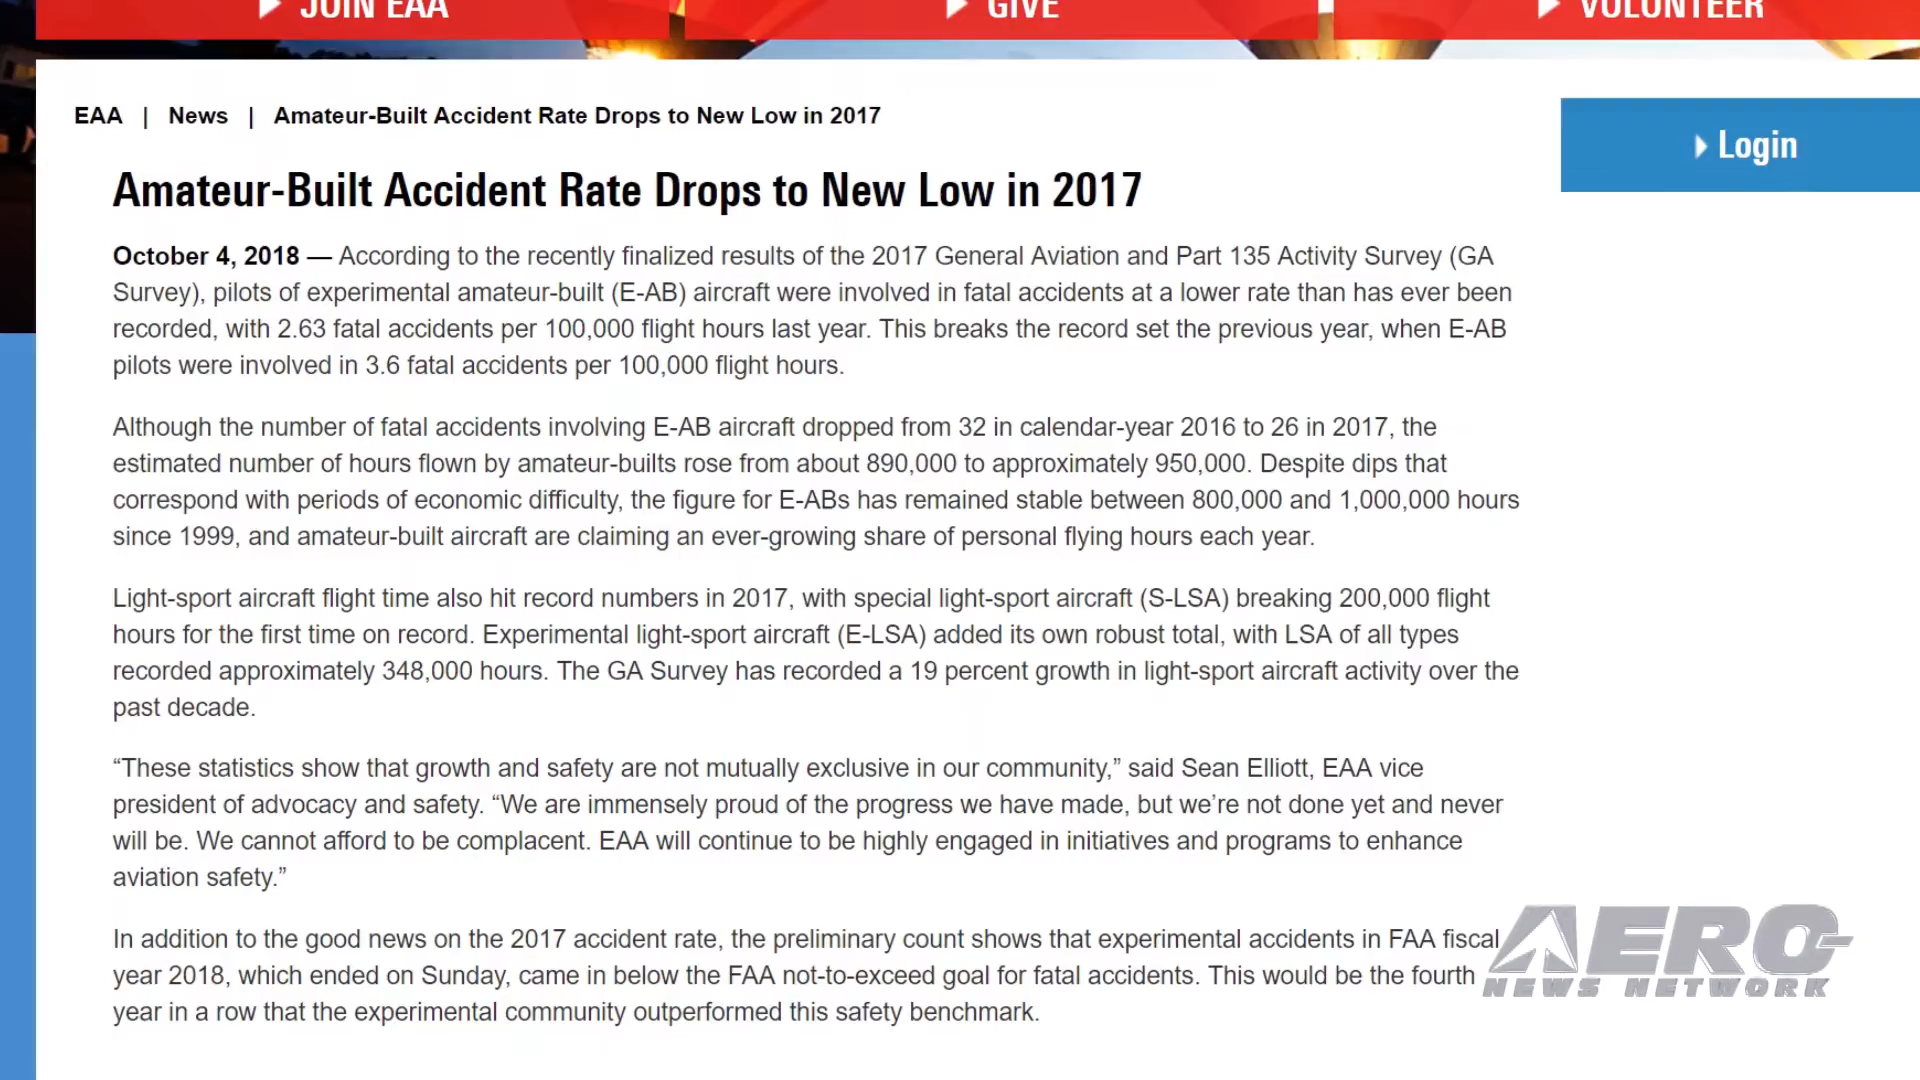 JOIN EAA
GIVE
VOLUNTEER
EAA | News | Amateur-Built Accident Rate Drops to New Low in 2017
Login
Amateur-Built Accident Rate Drops to New Low in 2017
October 4, 2018 — According to the recently finalized results of the 2017 General Aviation and Part 135 Activity Survey (GA
Survey), pilots of experimental amateur-built (E-AB) aircraft were involved in fatal accidents at a lower rate than has ever been
recorded, with 2.63 fatal accidents per 100,000 flight hours last year. This breaks the record set the previous year, when E-AB
pilots were involved in 3.6 fatal accidents per 100,000 flight hours.
Although the number of fatal accidents involving E-AB aircraft dropped from 32 in calendar-year 2016 to 26 in 2017, the
estimated number of hours flown by amateur-builts rose from about 890,000 to approximately 950,000. Despite dips that
correspond with periods of economic difficulty, the figure for E-ABs has remained stable between 800,000 and 1,000,000 hours
since 1999, and amateur-built aircraft are claiming an ever-growing share of personal flying hours each year.
Light-sport aircraft flight time also hit record numbers in 2017, with special light-sport aircraft (S-LSA) breaking 200,000 flight
hours for the first time on record. Experimental light-sport aircraft (E-LSA) added its own robust total, with LSA of all types
recorded approximately 348,000 hours. The GA Survey has recorded a 19 percent growth in light-sport aircraft activity over the
past decade.
“These statistics show that growth and safety are not mutually exclusive in our community,” said Sean Elliott, EAA vice
president of advocacy and safety. “We are immensely proud of the progress we have made, but we’re not done yet and never
will be. We cannot afford to be complacent. EAA will continue to be highly engaged in initiatives and programs to enhance
aviation safety.”
In addition to the good news on the 2017 accident rate, the preliminary count shows that experimental accidents in FAA fiscal
year 2018, which ended on Sunday, came in below the FAA not-to-exceed goal for fatal accidents. This would be the fourth
year in a row that the experimental community outperformed this safety benchmark.
AERO-
NEWS NETWORK